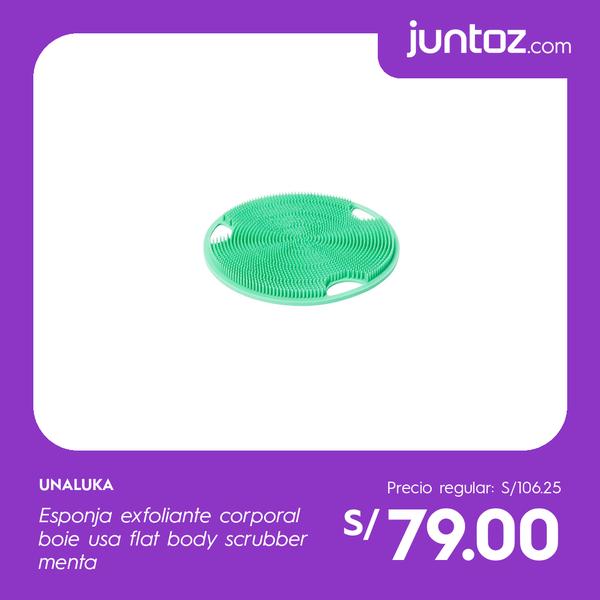 juntoz.com
UNALUKA
Esponja exfoliante corporal
boie usa flat body scrubber
menta
Precio regular: S/106.25
S/79.00